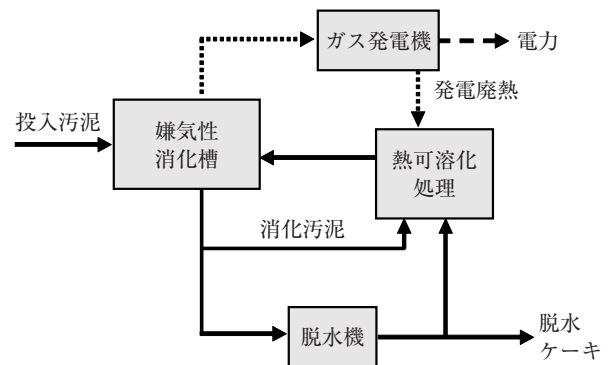 ガス発電機
電力
発電廃熱
投入汚泥
嫌気性
消化槽
熱可溶化
処理
消化汚泥
脱水機
脱水
ケーキ